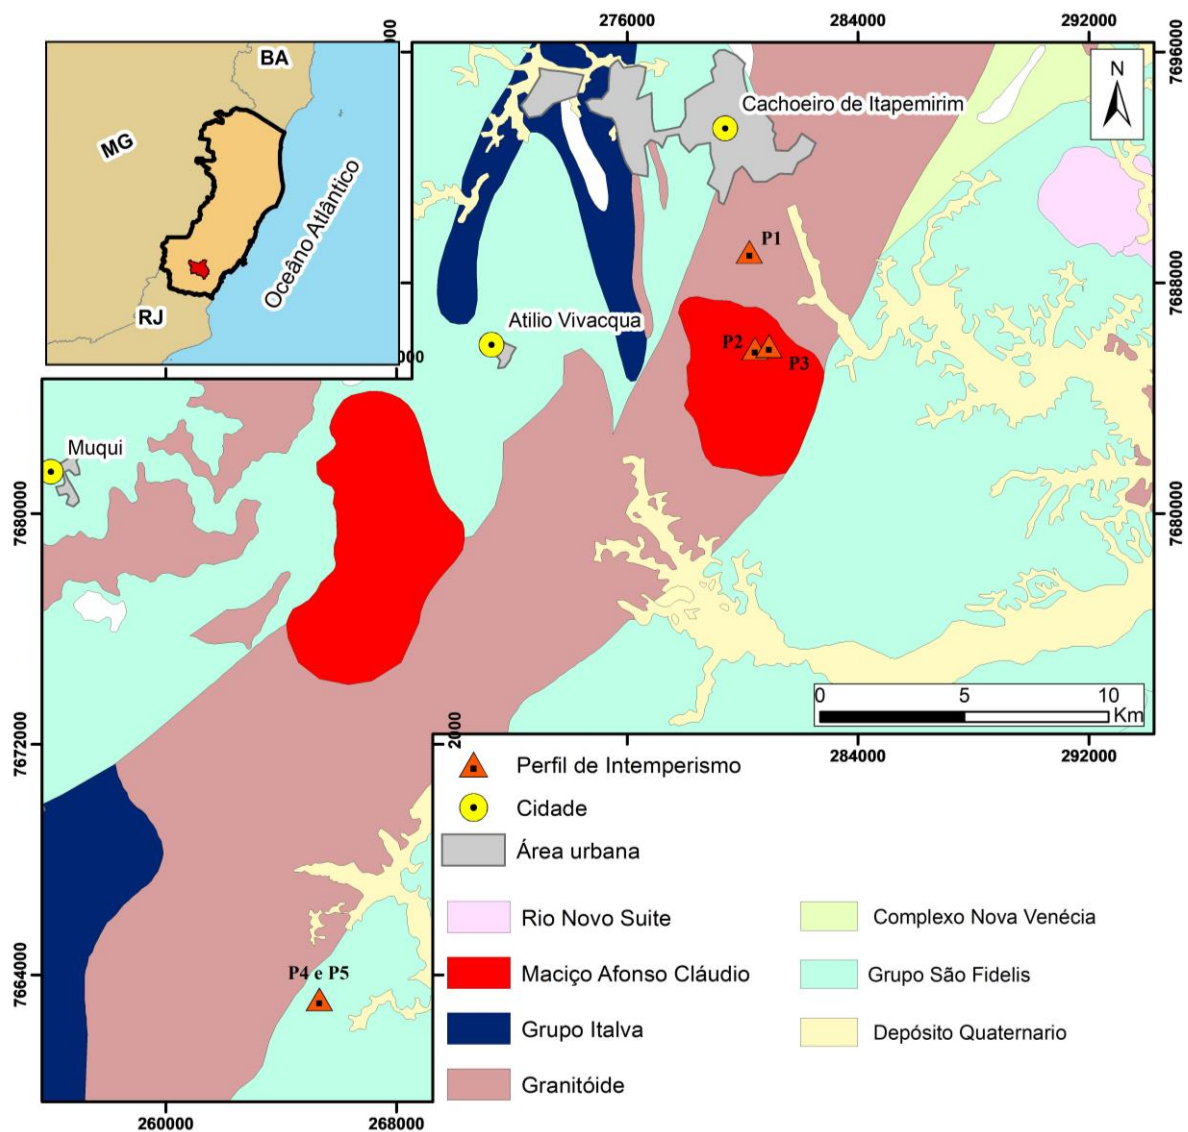 276000
284000
292000
BA
MG
RJ
Oceâno Atlântico
7696000
N
Cachoeiro de Itapemirim
P1
7688000
Atilio Vivacqua
P2
P3
Muqui
7680000
7680000
0
5
10
Km
7672000
2000
284000
292000
Perfil de Intemperismo
Cidade
Área urbana
Rio Novo Suite
Complexo Nova Venécia
Maciço Afonso Cláudio
Grupo São Fidelis
Grupo Italva
Depósito Quaternario
Granitóide
P4 e P5
7664000
260000
268000